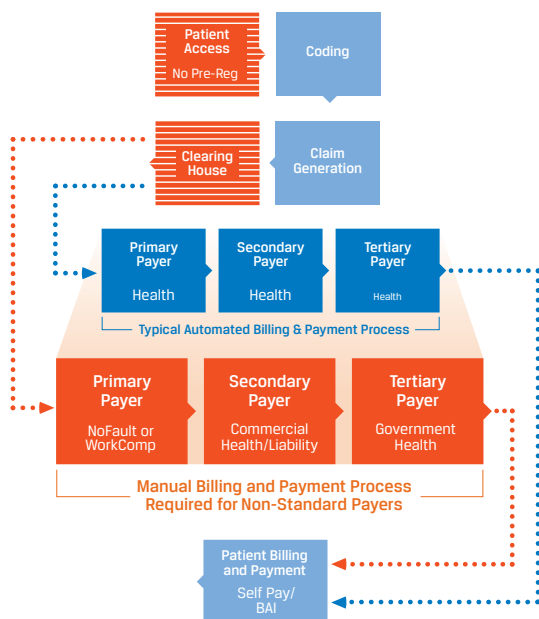 Patient
Access
No Pre-Reg
Coding
Clearing
House
Claim
Generation
Primary
Payer
Health
Secondary
Payer
Health
Tertiary
Payer
Health
Typical Automated Billing & Payment Process
Primary
Payer
NoFault or
WorkComp
Secondary
Payer
Commercial
Health/Liability
Tertiary
Payer
Government
Health
Manual Billing and Payment Process
Required for Non-Standard Payers
Patient Billing
and Payment
Self Pay/
BAI